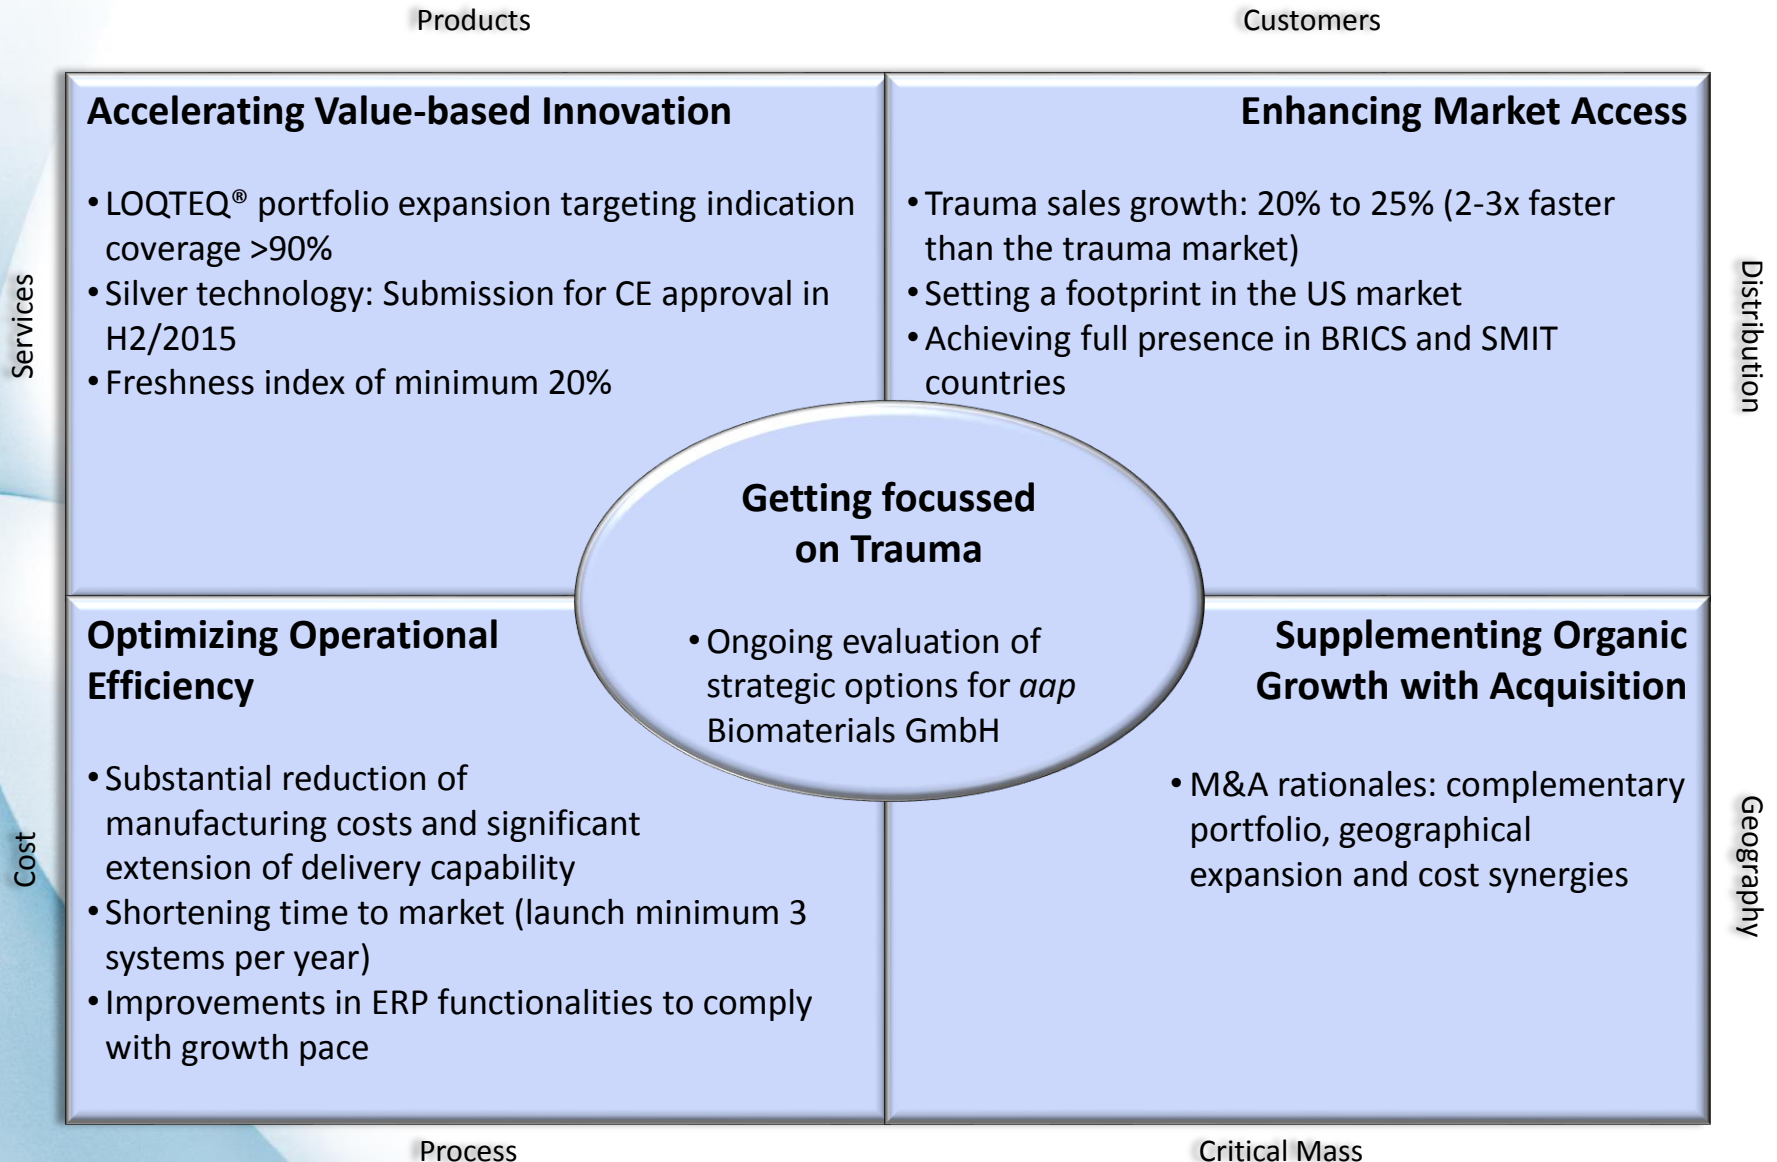 Products
Customers
Services
Accelerating Value-based Innovation
• LOQTEQ® portfolio expansion targeting indication
coverage >90%
• Silver technology: Submission for CE approval in
H2/2015
• Freshness index of minimum 20%
Enhancing Market Access
• Trauma sales growth: 20% to 25% (2-3x faster
than the trauma market)
• Setting a footprint in the US market
• Achieving full presence in BRICS and SMIT
countries
Distribution
Getting focussed
on Trauma
• Ongoing evaluation of
strategic options for aap
Biomaterials GmbH
Cost
Optimizing Operational
Efficiency
• Substantial reduction of
manufacturing costs and significant
extension of delivery capability
• Shortening time to market (launch minimum 3
systems per year)
• Improvements in ERP functionalities to comply
with growth pace
Supplementing Organic
Growth with Acquisition
• M&A rationales: complementary
portfolio, geographical
expansion and cost synergies
Geography
Process
Critical Mass